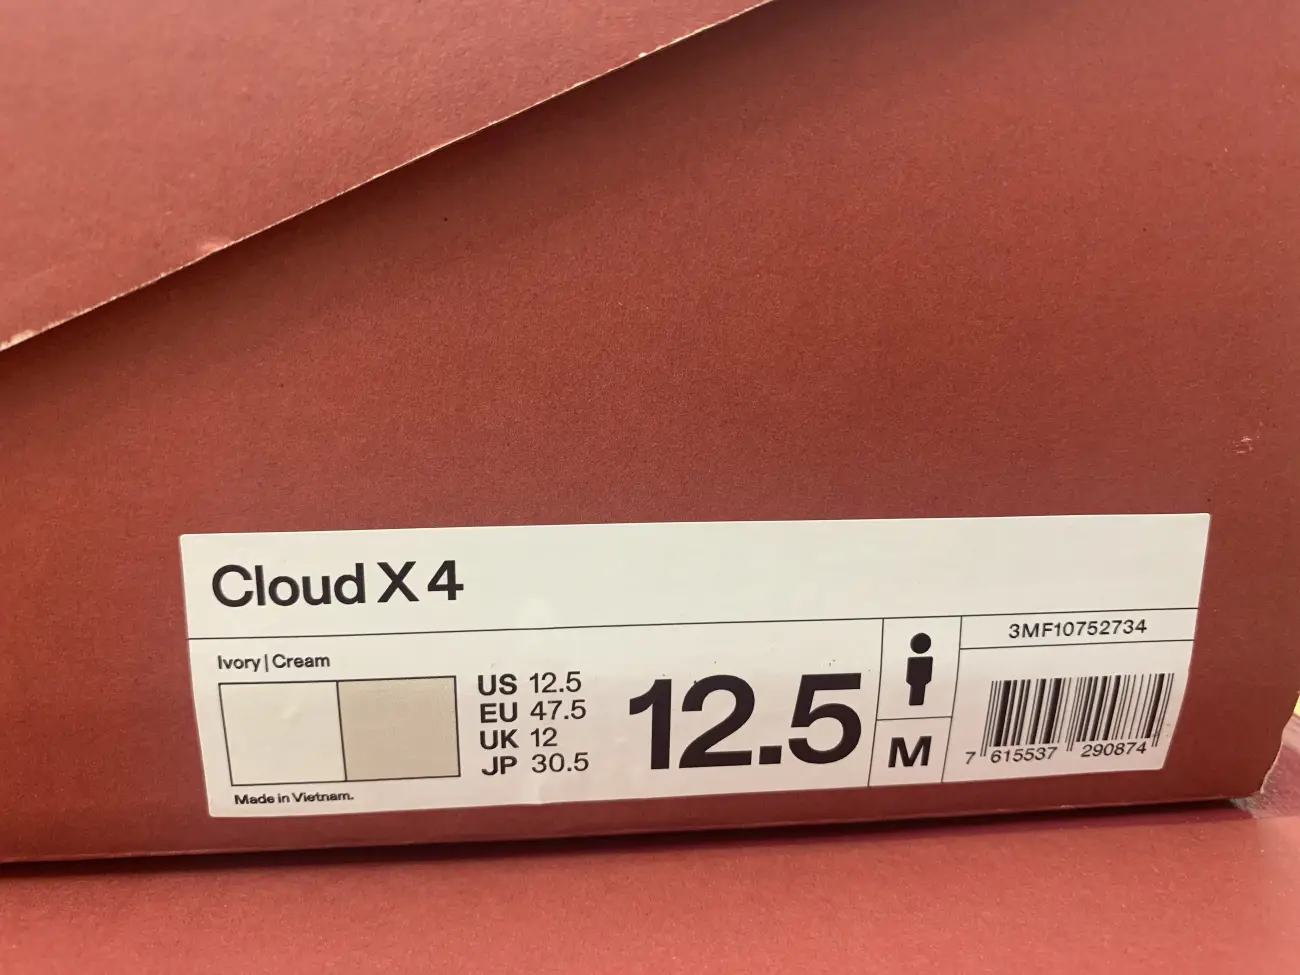 Cloud X 4
Ivory | Cream
US 12.5
EU 47.5
UK 12
JP 30.5
Made in Vietnam.
12.5
M
3MF10752734
7 615537 290874